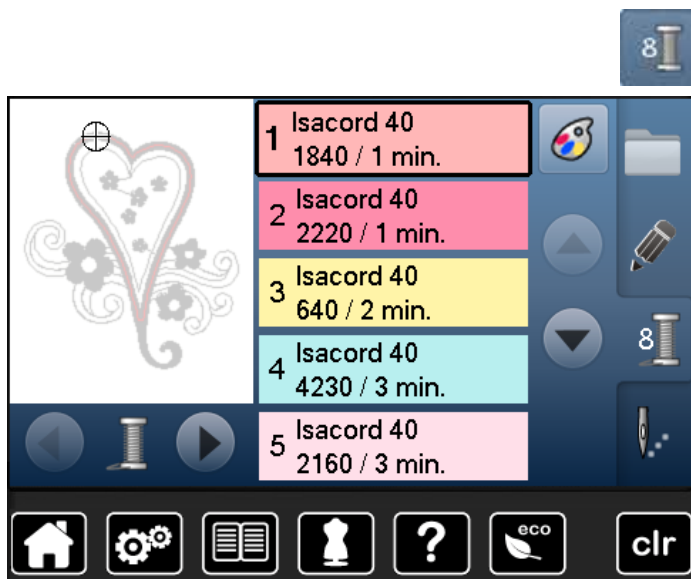 8
1 Isacord 40
1840 / 1 min.
2 Isacord 40
2220 / 1 min.
3 Isacord 40
640 / 2 min.
8
4 Isacord 40
4230 / 3 min.
5 Isacord 40
2160 / 3 min.
?
eco
clr